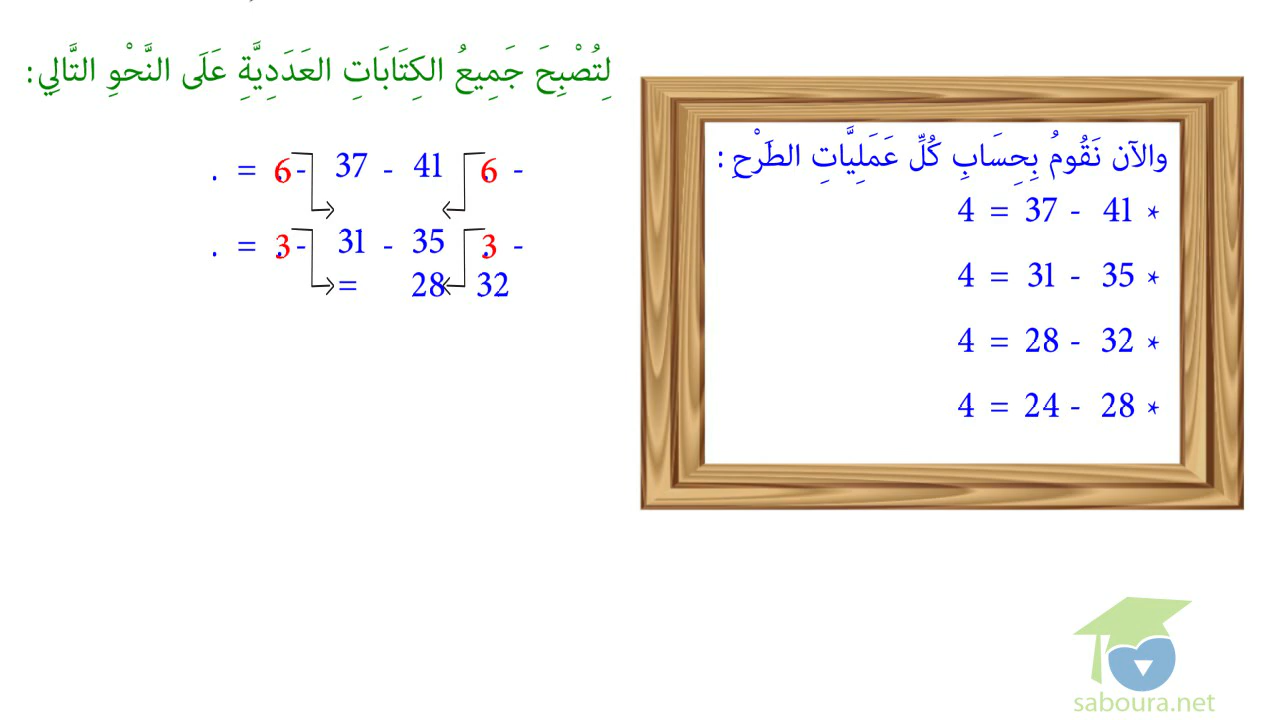 لِتُصْبِحَ جَمِيعُ الكِتَابَاتِ العَدَدِيَّةِ عَلَى النَّحْوِ التَّالِي:
. = 6 - 37 - 41 6 -
. = 3 - 31 - 35 3 -
= 28 32
والآن نَقُومُ بِحِسَابِ كُلِّ عَمَلِيَّاتِ الطَرْحِ :
4 = 37 - 41 *
4 = 31 - 35 *
4 = 28 - 32 *
4 = 24 - 28 *
saboura.net